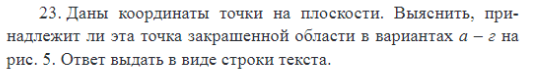 23. Даны координаты точки на плоскости. Выяснить, при-
надлежит ли эта точка закрашенной области в вариантах а – г на
рис. 5. Ответ выдать в виде строки текста.